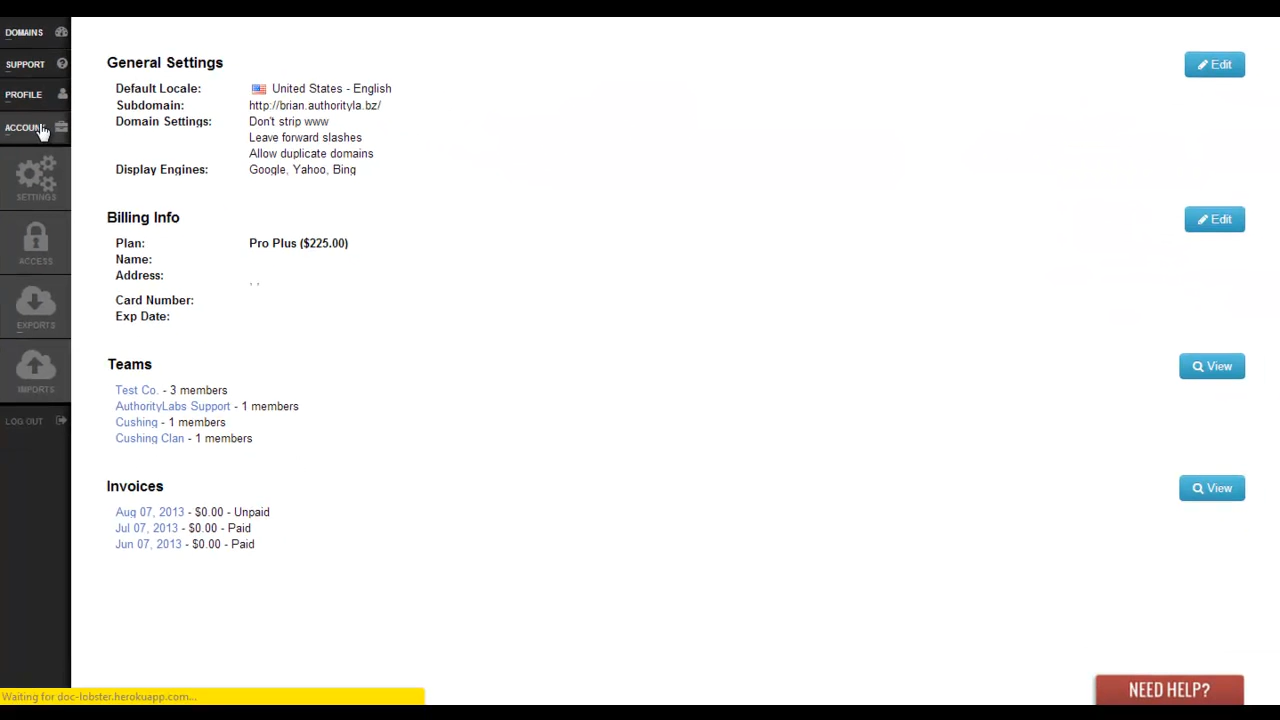 DOMAINS
SUPPORT
PROFILE
ACCOUNT
SETTINGS
ACCESS
EXPORTS
IMPORTS
LOG OUT
General Settings
Edit
Default Locale: United States - English
Subdomain: http://brian.authorityla.bz/
Domain Settings: Don't strip www
Leave forward slashes
Allow duplicate domains
Display Engines: Google, Yahoo, Bing
Billing Info
Edit
Plan: Pro Plus ($225.00)
Name:
Address:
, ,
Card Number:
Exp Date:
Teams
View
Test Co. - 3 members
AuthorityLabs Support - 1 members
Cushing - 1 members
Cushing Clan - 1 members
Invoices
View
Aug 07, 2013 - $0.00 - Unpaid
Jul 07, 2013 - $0.00 - Paid
Jun 07, 2013 - $0.00 - Paid
Waiting for doc-lobster.herokuapp.com...
NEED HELP?